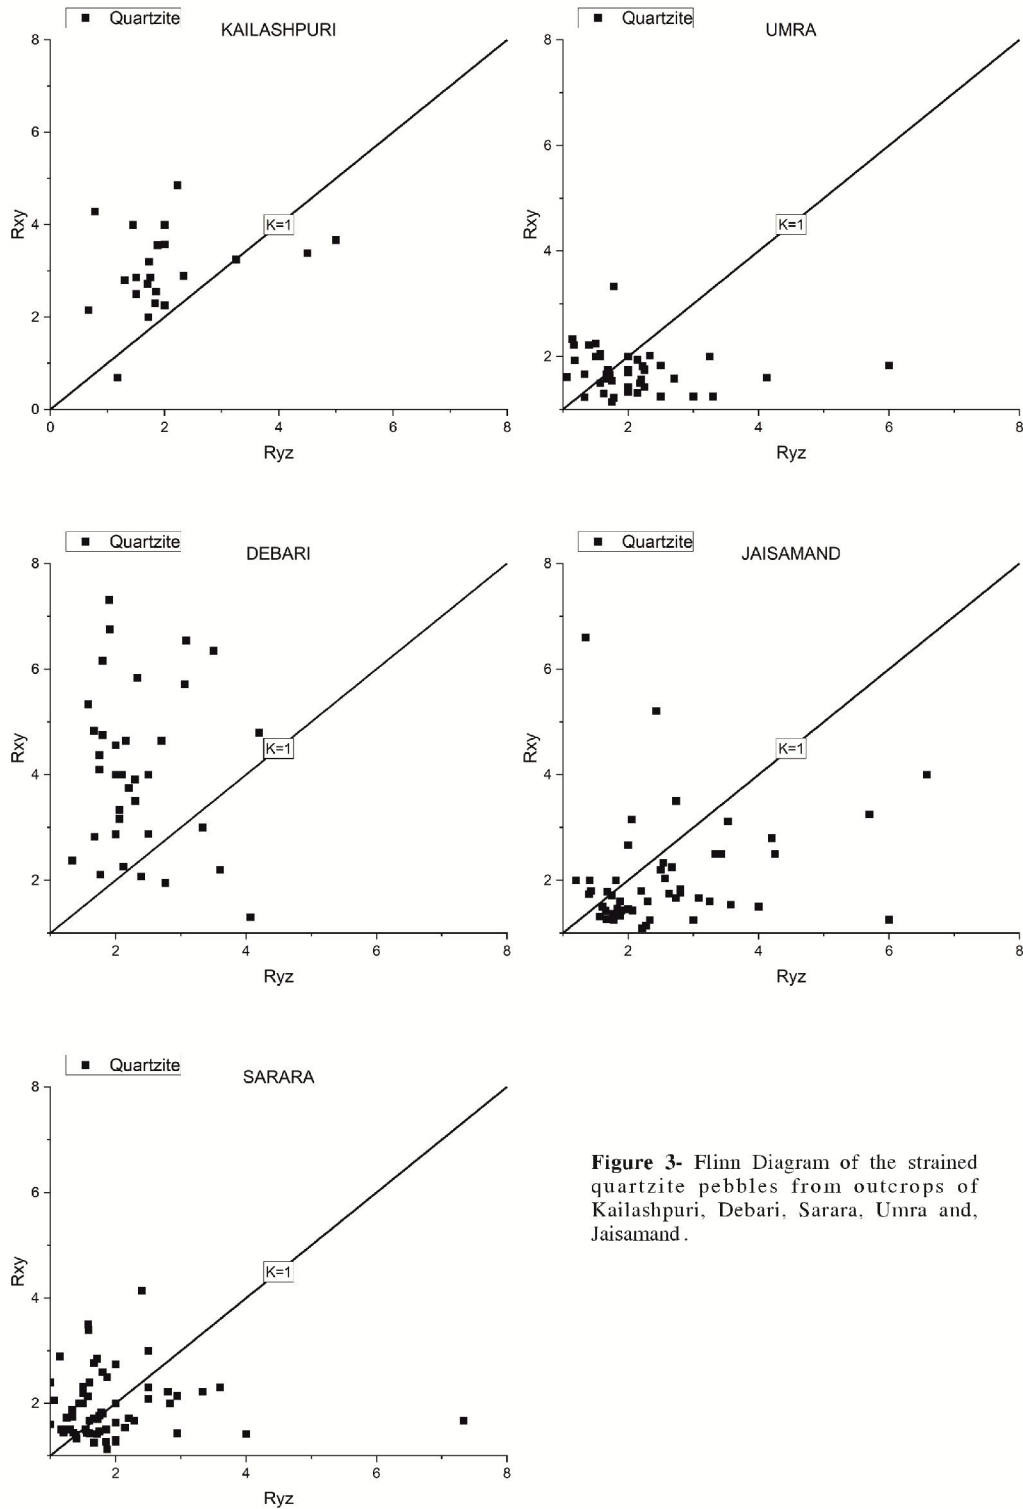 Quartzite
KAILASHPURI
8
6
4
2
0
Rxy
K=1
0 2 4 6 8
Ryz
Quartzite
UMRA
8
6
4
2
Rxy
K=1
2 4 6 8
Ryz
Quartzite
DEBARI
8
6
4
2
Rxy
K=1
2 4 6 8
Ryz
Quartzite
JAISAMAND
8
6
4
2
Rxy
K=1
2 4 6 8
Ryz
Quartzite
SARARA
8
6
4
2
Rxy
K=1
2 4 6 8
Ryz
Figure 3- Flinn Diagram of the strained
quartzite pebbles from outcrops of
Kailashpuri, Debari, Sarara, Umra and,
Jaisamand.